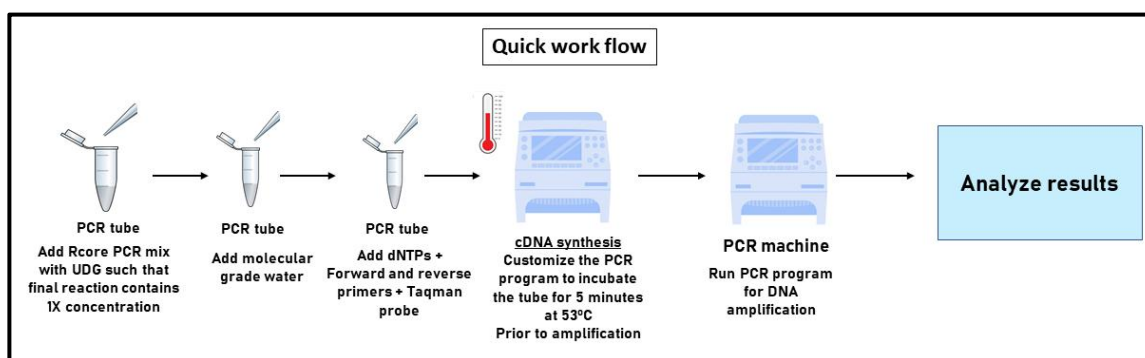 Quick work flow
PCR tube
Add Rcore PCR mix
with UDG such that
final reaction contains
1X concentration
PCR tube
Add molecular
grade water
PCR tube
Add dNTPs +
Forward and reverse
primers + Taqman
probe
cDNA synthesis
Customize the PCR
program to incubate
the tube for 5 minutes
at 53ºC
Prior to amplification
PCR machine
Run PCR program
for DNA
amplification
Analyze results